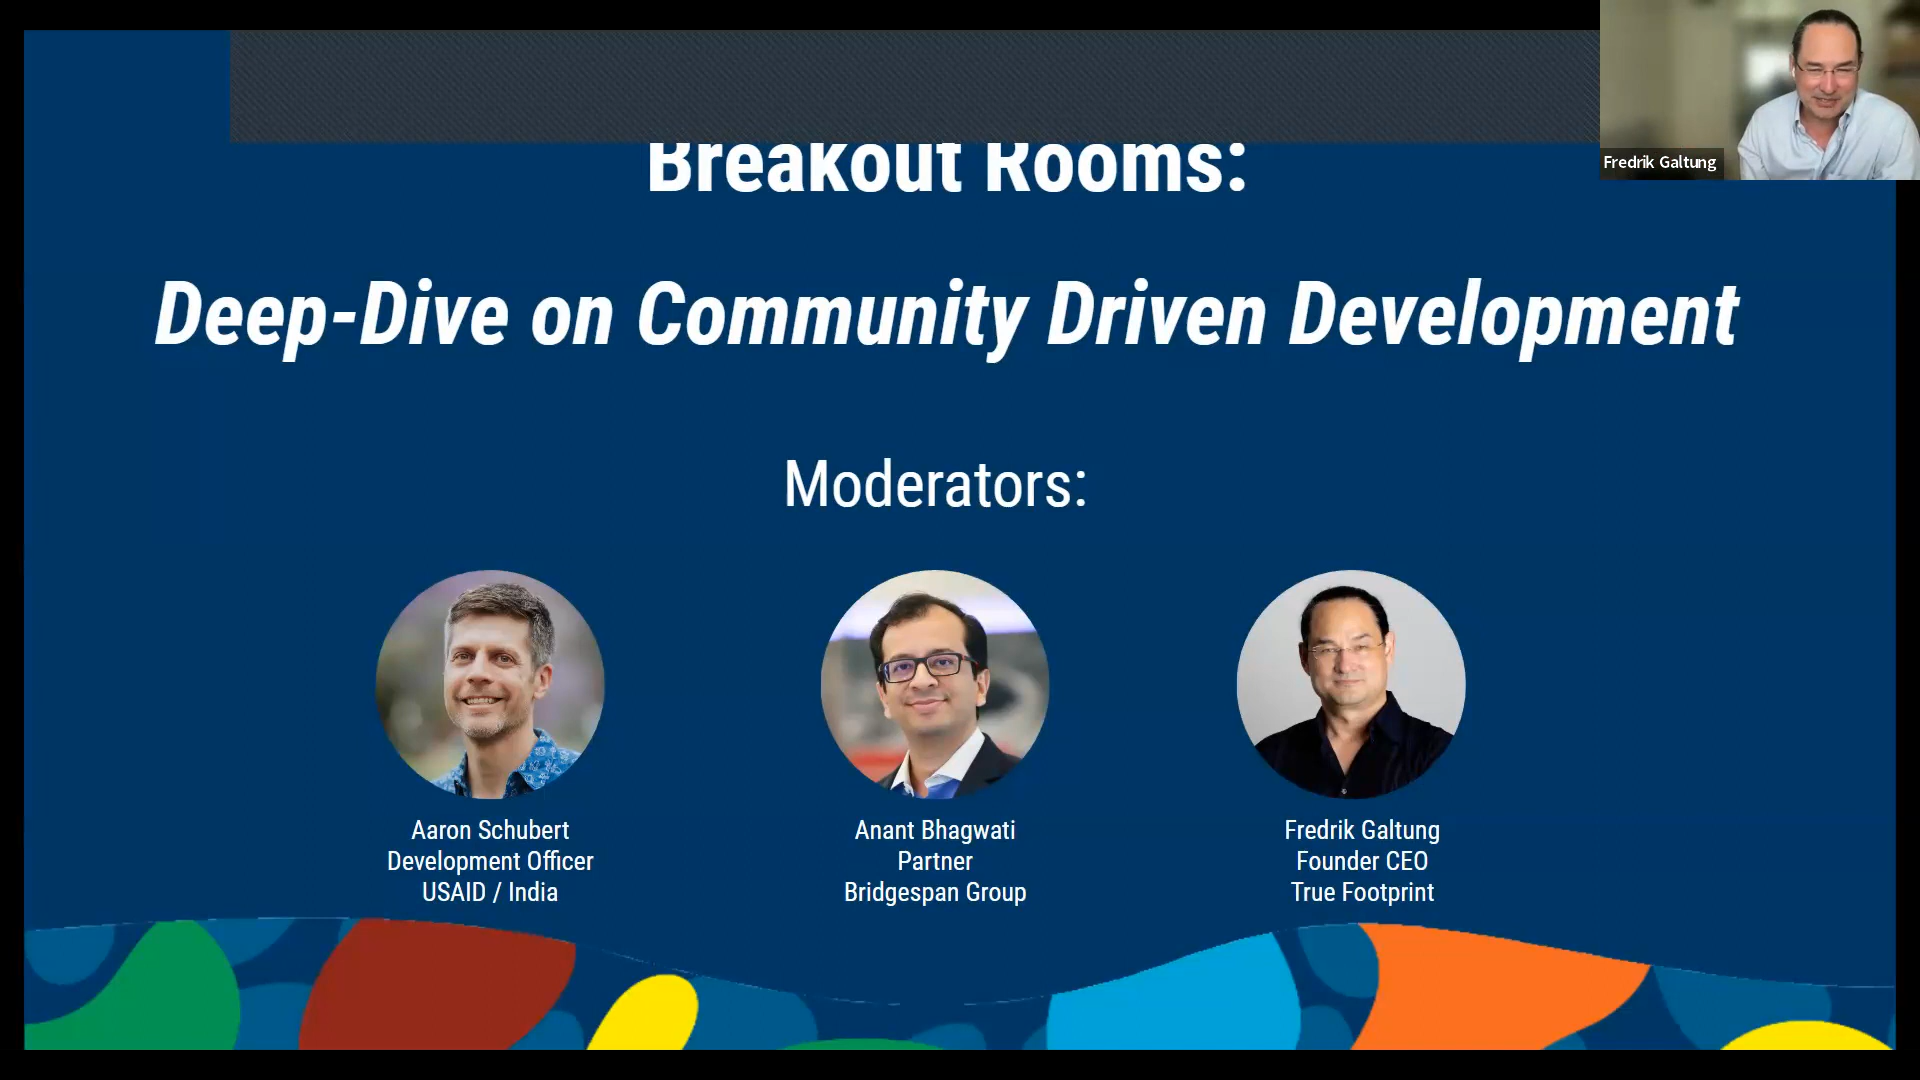 Fredrik Galtung
Breakout Rooms:
Deep-Dive on Community Driven Development
Moderators:
Aaron Schubert
Development Officer
USAID / India
Anant Bhagwati
Partner
Bridgespan Group
Fredrik Galtung
Founder CEO
True Footprint